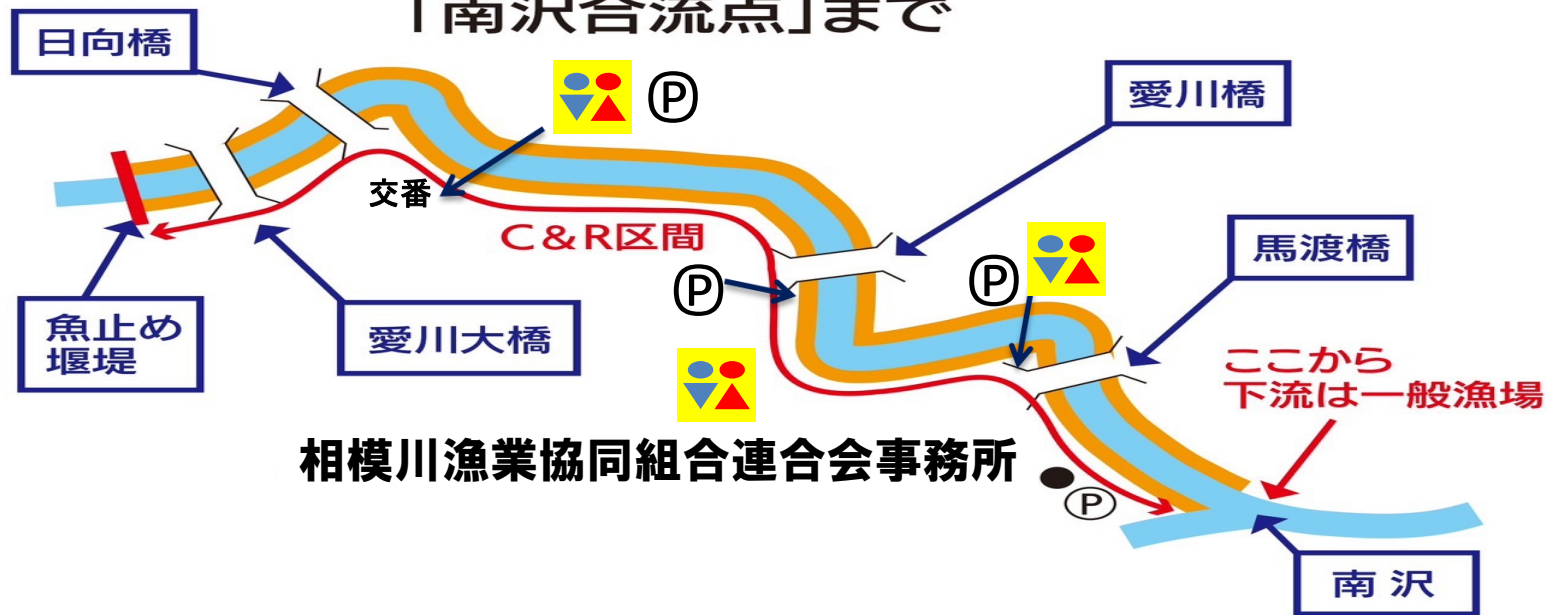 「南沢合流点」まで
日向橋
Ⓟ
愛川橋
交番
C&R区間
馬渡橋
Ⓟ
Ⓟ
魚止め
堰堤
愛川大橋
ここから
下流は一般漁場
相模川漁業協同組合連合会事務所
Ⓟ
南沢